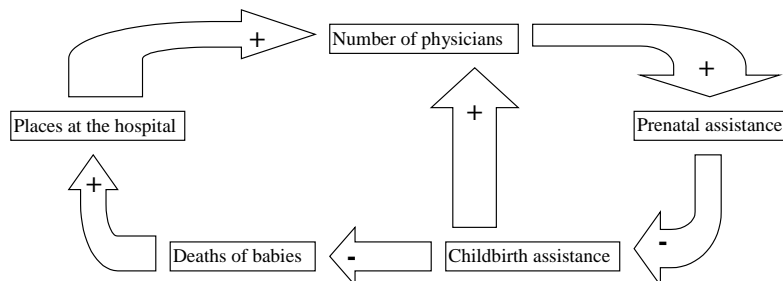 Number of physicians
+
+
+
Places at the hospital
Prenatal assistance
+
-
Deaths of babies
-
Childbirth assistance